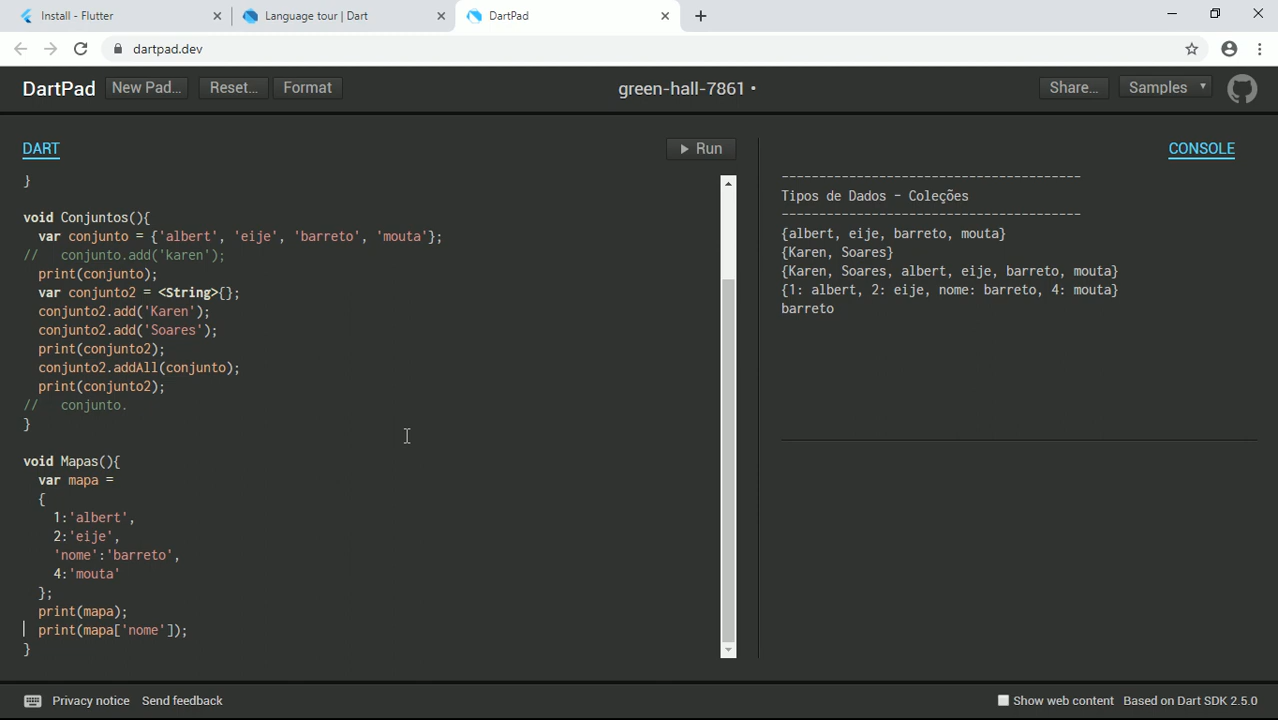 Install - Flutter
Language tour | Dart
DartPad
dartpad.dev
DartPad New Pad... Reset... Format green-hall-7861 • Share... Samples
DART
Run
}
void Conjuntos(){
var conjunto = {'albert', 'eije', 'barreto', 'mouta'};
// conjunto.add('karen');
print(conjunto);
var conjunto2 = <String>{};
conjunto2.add('Karen');
conjunto2.add('Soares');
print(conjunto2);
conjunto2.addAll(conjunto);
print(conjunto2);
// conjunto.
}
void Mapas(){
var mapa =
{
1:'albert',
2:'eije',
'nome':'barreto',
4:'mouta'
};
print(mapa);
print(mapa['nome']);
}
CONSOLE
----------------------------------------
Tipos de Dados - Coleções
----------------------------------------
{albert, eije, barreto, mouta}
{Karen, Soares}
{Karen, Soares, albert, eije, barreto, mouta}
{1: albert, 2: eije, nome: barreto, 4: mouta}
barreto
Privacy notice Send feedback
Show web content Based on Dart SDK 2.5.0